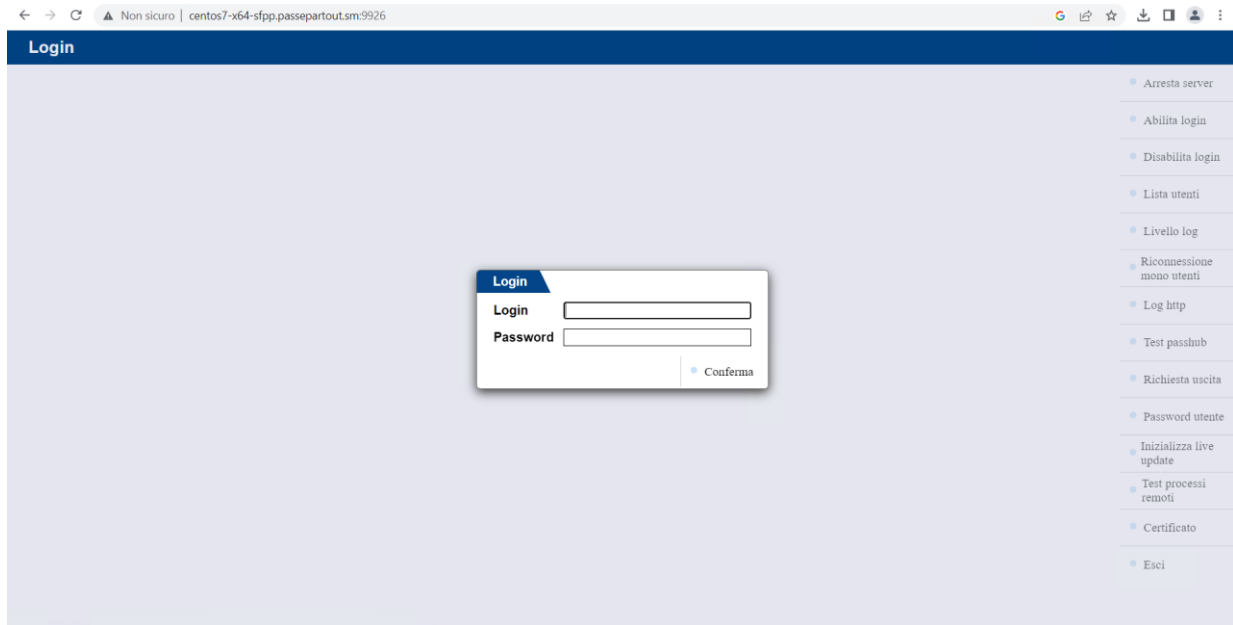 Non sicuro | centos7-x64-sfpp.passepartout.sm:9926
Login
Arresta server
Abilita login
Disabilita login
Lista utenti
Livello log
Riconnessione
mono utenti
Log http
Test passhub
Richiesta uscita
Password utente
Inizializza live
update
Test processi
remoti
Certificato
Esci
Login
Login
Password
Conferma